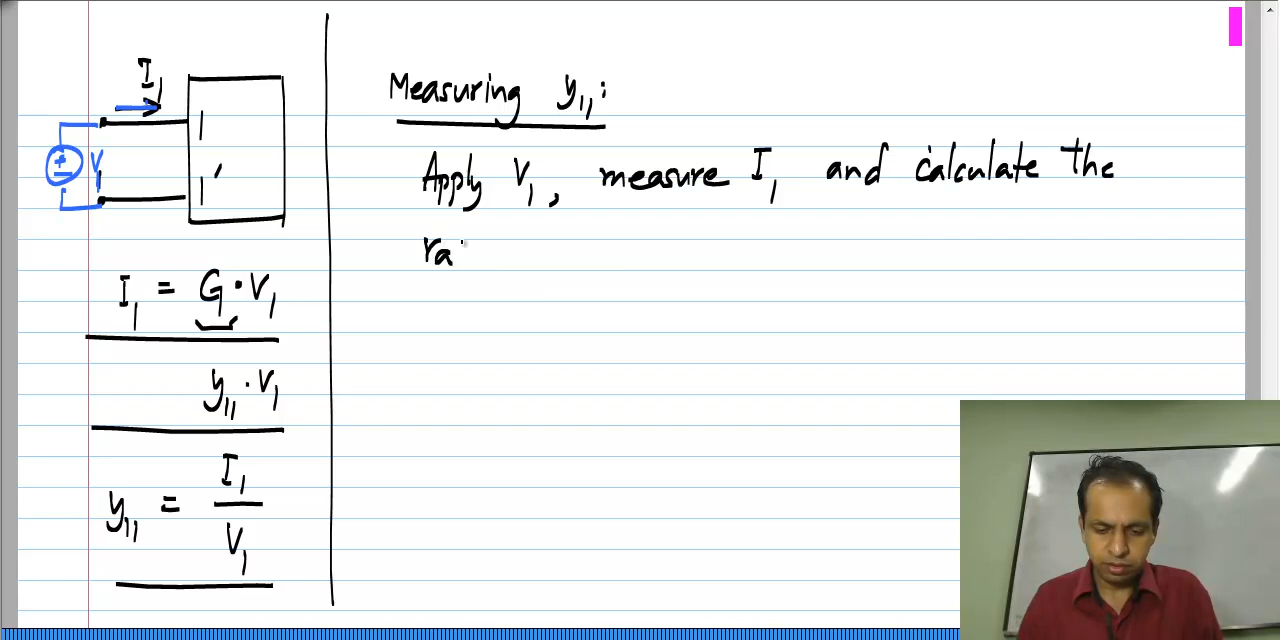 I₁
+
−
V₁
1
1′
I₁ = G · V₁
y₁₁ · V₁
y₁₁ = I₁ / V₁
Measuring y₁₁ :
Apply V₁ , measure I₁ and calculate the
ra